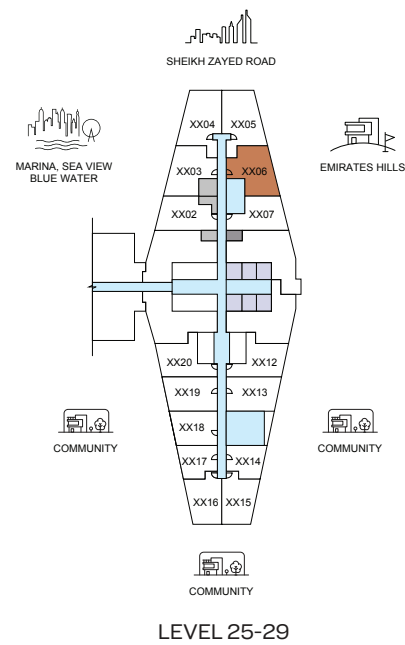 SHEIKH ZAYED ROAD
MARINA, SEA VIEW
BLUE WATER
EMIRATES HILLS
XX04 XX05
XX03 XX06
XX02 XX07
XX20 XX12
XX19 XX13
XX18
XX17 XX14
XX16 XX15
COMMUNITY
COMMUNITY
COMMUNITY
LEVEL 25-29